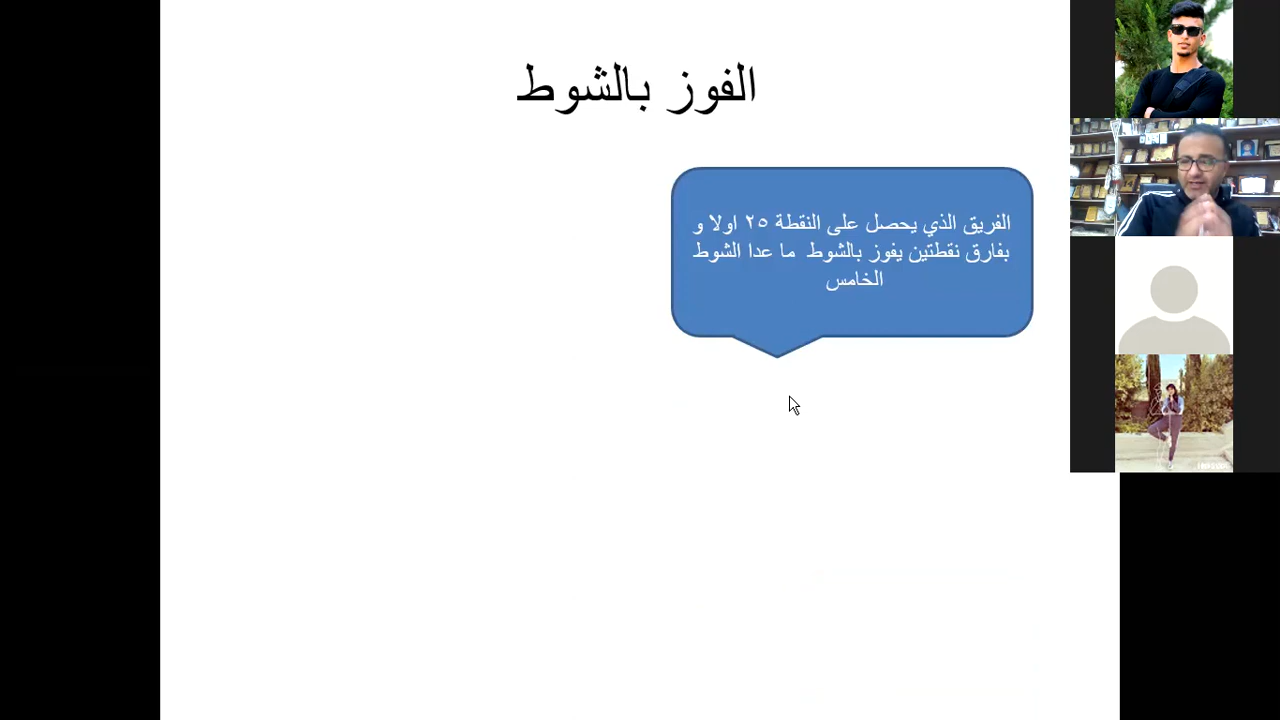 الفوز بالشوط
الفريق الذي يحصل على النقطة ٢٥ اولا و
بفارق نقطتين يفوز بالشوط ما عدا الشوط
الخامس